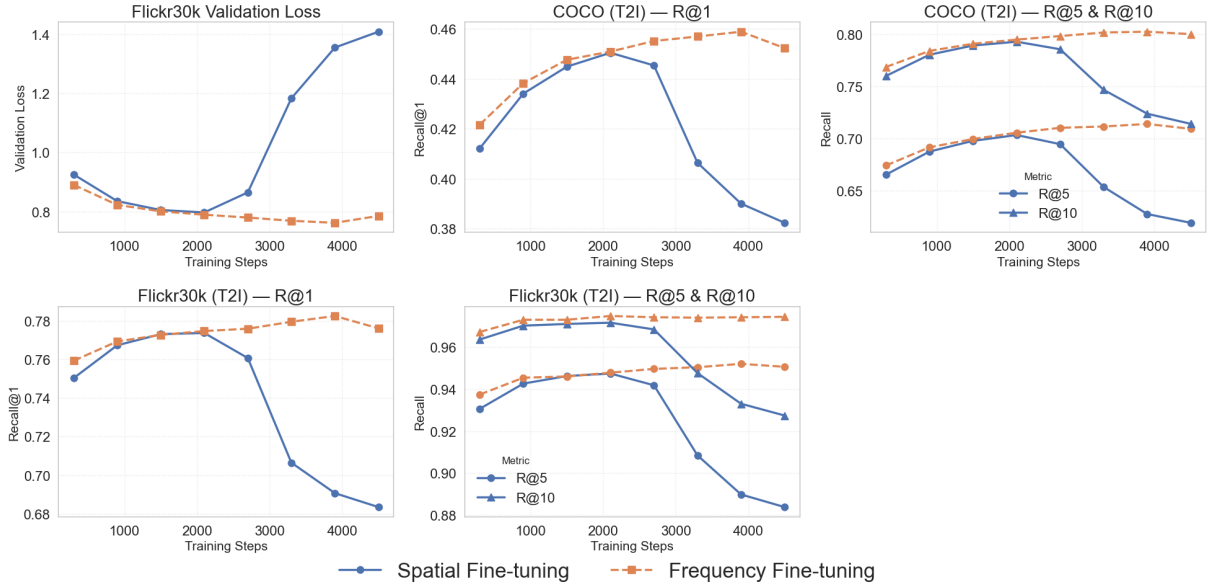 Flickr30k Validation Loss
Validation Loss
1.4
1.2
1.0
0.8
1000 2000 3000 4000
Training Steps
COCO (T2I) — R@1
Recall@1
0.46
0.44
0.42
0.40
0.38
1000 2000 3000 4000
Training Steps
COCO (T2I) — R@5 & R@10
Recall
0.80
0.75
0.70
0.65
Metric
R@5
R@10
1000 2000 3000 4000
Training Steps
Flickr30k (T2I) — R@1
Recall@1
0.78
0.76
0.74
0.72
0.70
0.68
1000 2000 3000 4000
Training Steps
Flickr30k (T2I) — R@5 & R@10
Recall
0.96
0.94
0.92
0.90
0.88
Metric
R@5
R@10
1000 2000 3000 4000
Training Steps
Spatial Fine-tuning
Frequency Fine-tuning